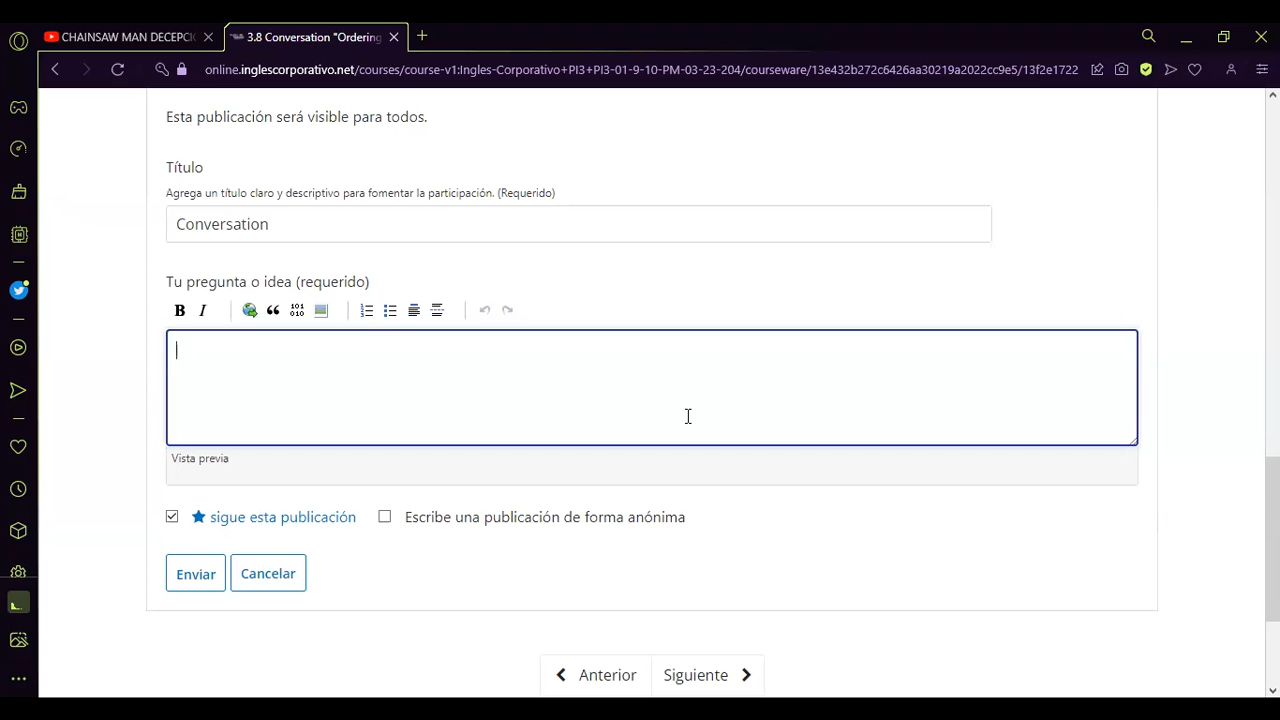 CHAINSAW MAN DECEPCI
3.8 Conversation "Ordering
online.inglescorporativo.net/courses/course-v1:Ingles-Corporativo+PI3+PI3-01-9-10-PM-03-23-204/courseware/13e432b272c6426aa30219a2022cc9e5/13f2e1722
Esta publicación será visible para todos.
Título
Agrega un título claro y descriptivo para fomentar la participación. (Requerido)
Conversation
Tu pregunta o idea (requerido)
B I 101 010
Vista previa
sigue esta publicación Escribe una publicación de forma anónima
Enviar Cancelar
Anterior Siguiente